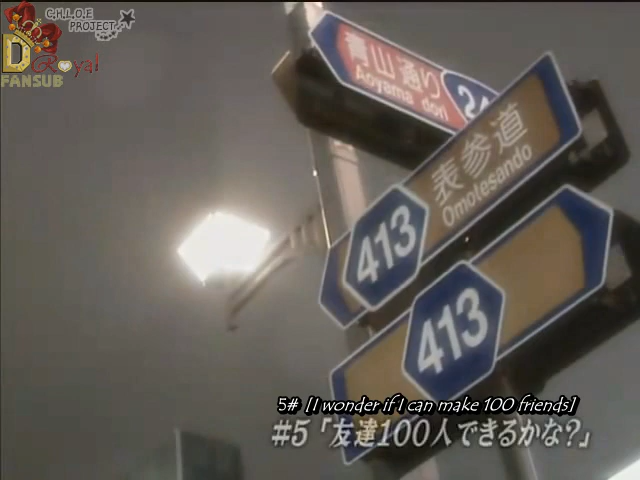 C.H.I.O.E
PROJECT
D Royal
FANSUB
青山通り
Aoyama dori
24
表参道
Omotesando
413
413
5# [I wonder if I can make 100 friends]
#5「友達100人できるかな?」